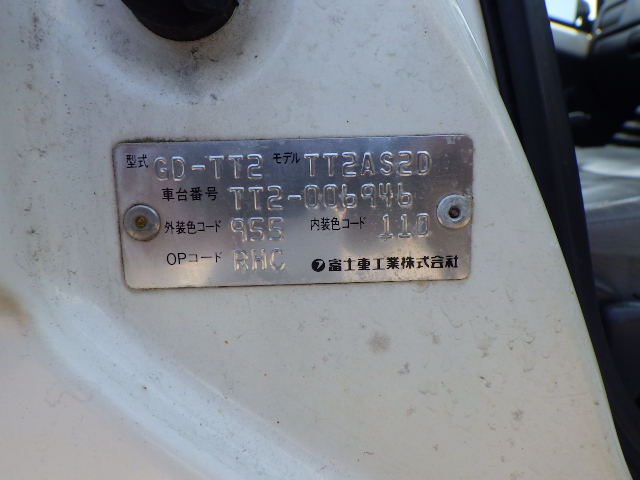 型式 GD-TT2 モデル TT2AS2D
車台番号 TT2-006946
外装色コード 955 内装色コード 110
OPコード RHC 富士重工業株式会社